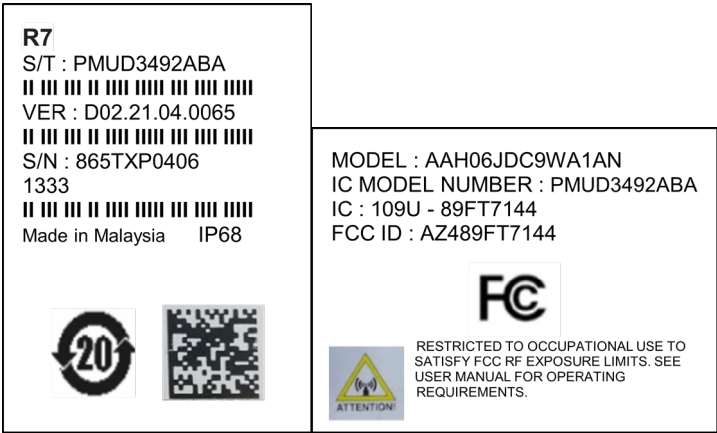 R7
S/T : PMUD3492ABA
VER : D02.21.04.0065
S/N : 865TXP0406
1333
Made in Malaysia IP68
20
MODEL : AAH06JDC9WA1AN
IC MODEL NUMBER : PMUD3492ABA
IC : 109U - 89FT7144
FCC ID : AZ489FT7144
FC
RESTRICTED TO OCCUPATIONAL USE TO
SATISFY FCC RF EXPOSURE LIMITS. SEE
USER MANUAL FOR OPERATING
REQUIREMENTS.
ATTENTION!